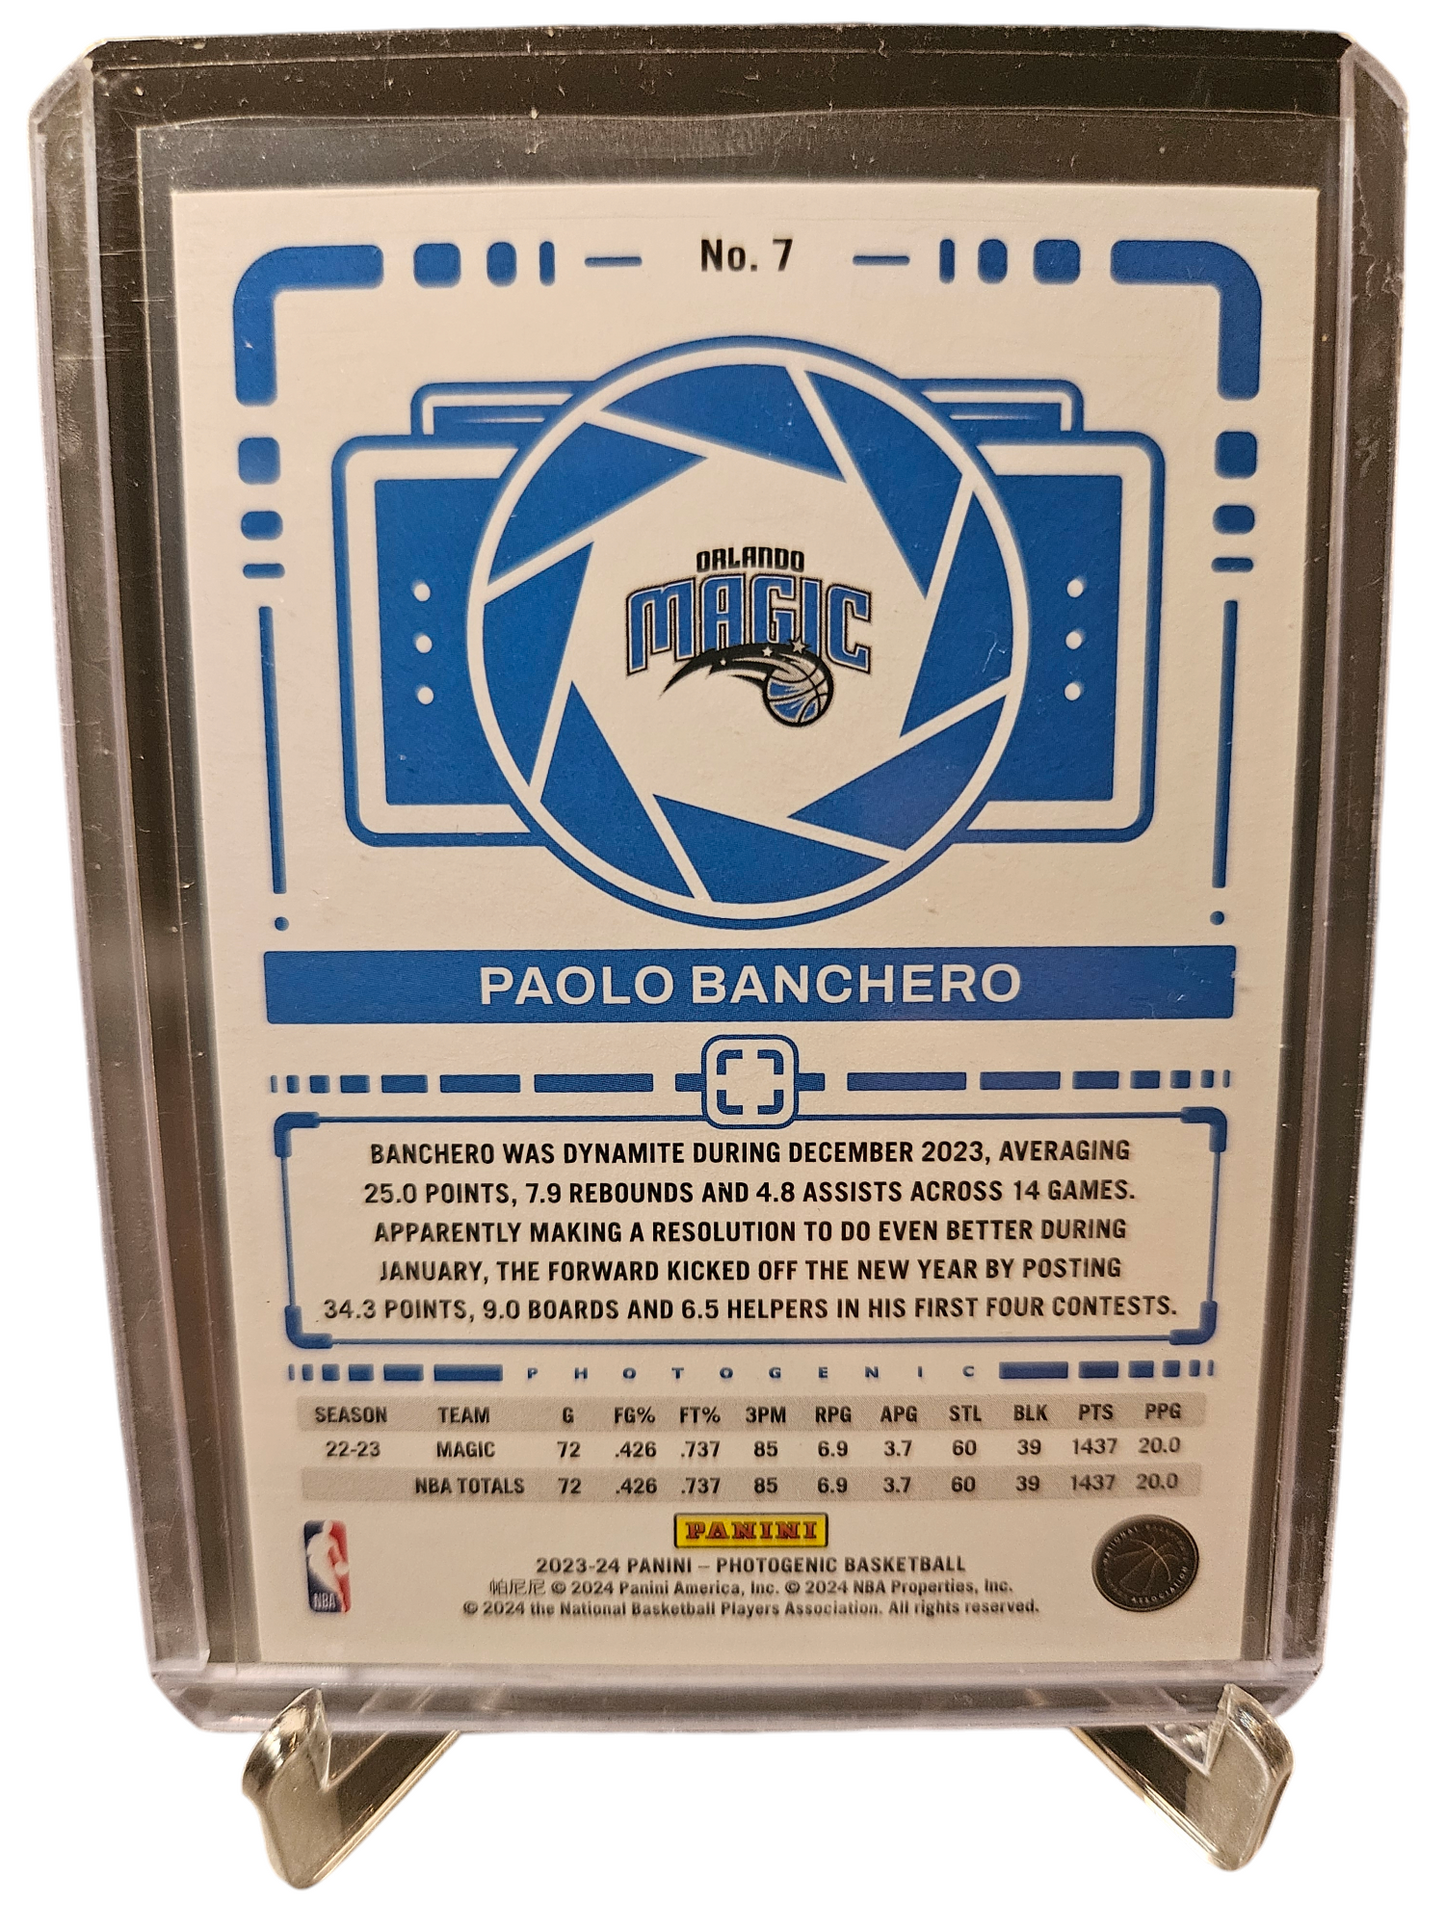 No. 7
ORLANDO
MAGIC
PAOLO BANCHERO
BANCHERO WAS DYNAMITE DURING DECEMBER 2023, AVERAGING
25.0 POINTS, 7.9 REBOUNDS AND 4.8 ASSISTS ACROSS 14 GAMES.
APPARENTLY MAKING A RESOLUTION TO DO EVEN BETTER DURING
JANUARY, THE FORWARD KICKED OFF THE NEW YEAR BY POSTING
34.3 POINTS, 9.0 BOARDS AND 6.5 HELPERS IN HIS FIRST FOUR CONTESTS.
PHOTOGENIC
SEASON TEAM G FG% FT% 3PM RPG APG STL BLK PTS PPG
22-23 MAGIC 72 .426 .737 85 6.9 3.7 60 39 1437 20.0
NBA TOTALS 72 .426 .737 85 6.9 3.7 60 39 1437 20.0
PANINI
2023-24 PANINI – PHOTOGENIC BASKETBALL
帕尼尼 © 2024 Panini America, Inc. © 2024 NBA Properties, Inc.
© 2024 the National Basketball Players Association. All rights reserved.
NBA
NATIONAL BASKETBALL
ASSOCIATION